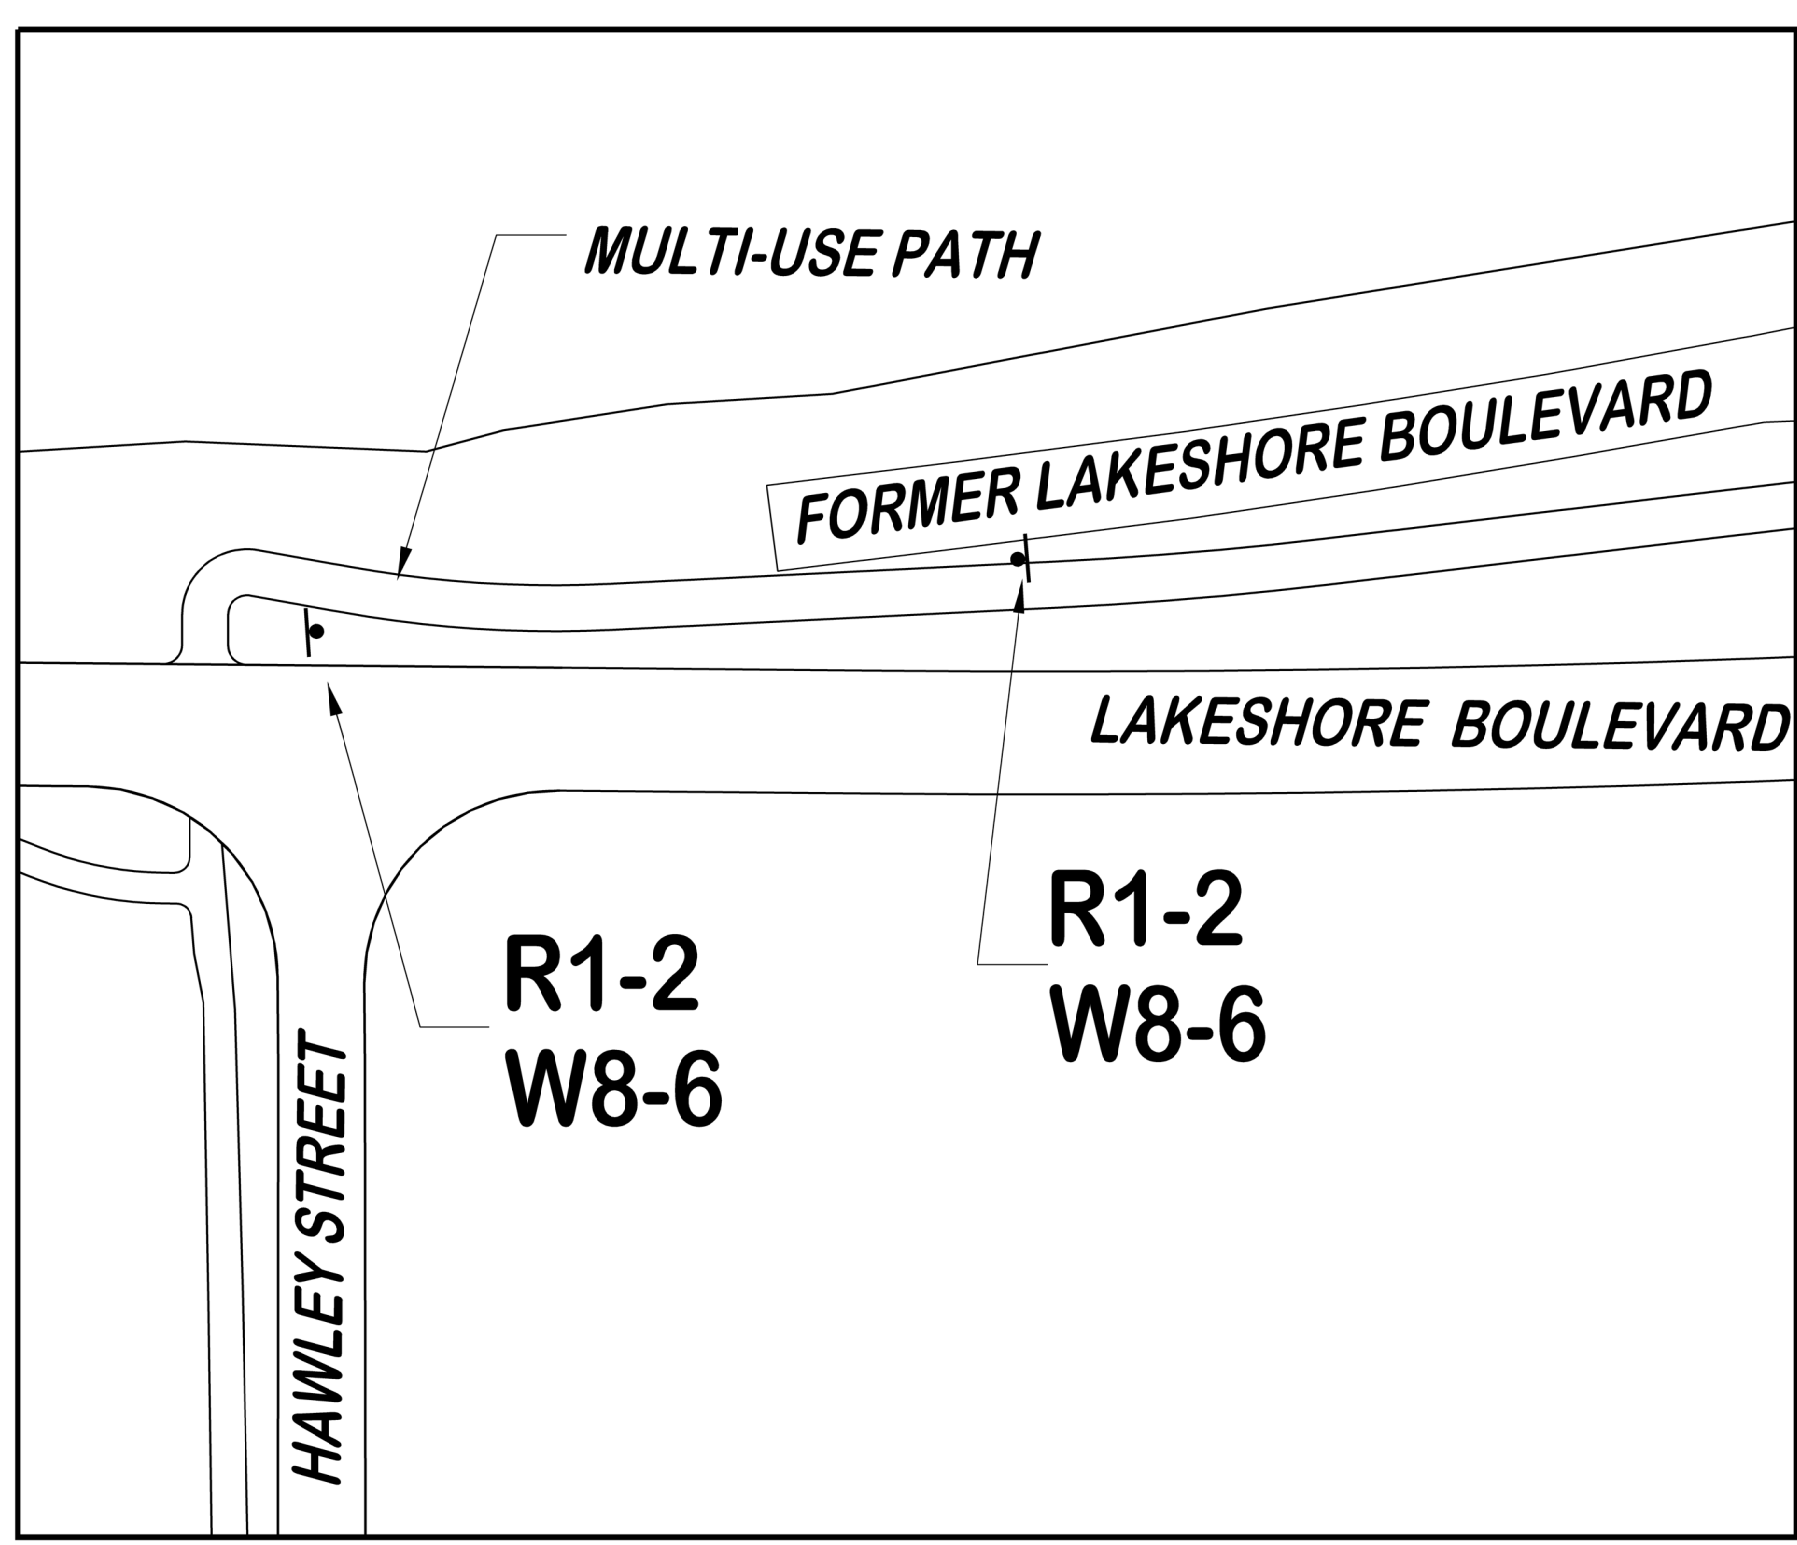 MULTI-USE PATH
FORMER LAKESHORE BOULEVARD
LAKESHORE BOULEVARD
R1-2
W8-6
R1-2
W8-6
HAWLEY STREET